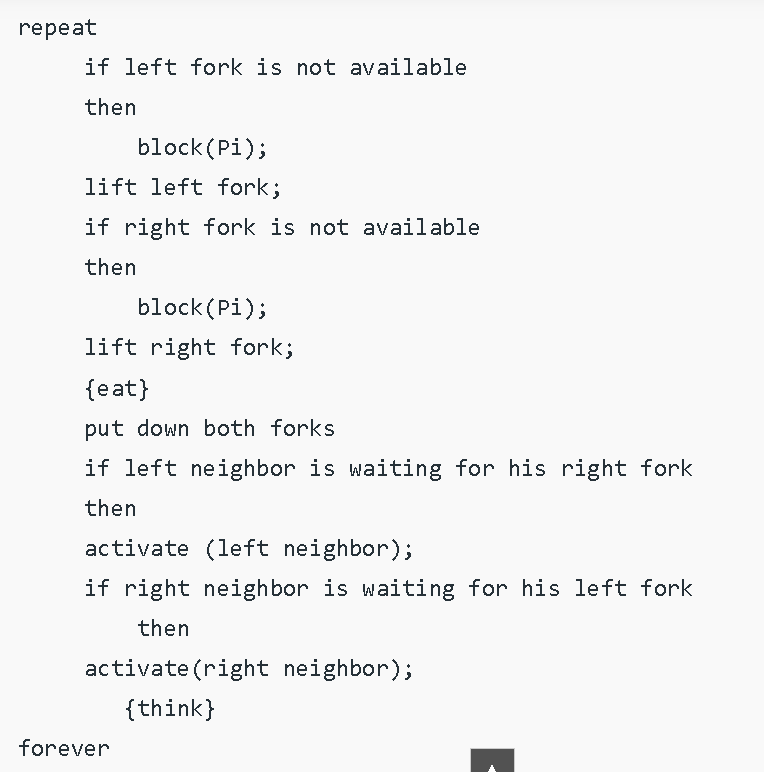 repeat
if left fork is not available
then
block(Pi);
lift left fork;
if right fork is not available
then
block(Pi);
lift right fork;
{eat}
put down both forks
if left neighbor is waiting for his right fork
then
activate (left neighbor);
if right neighbor is waiting for his left fork
then
activate(right neighbor);
{think}
forever